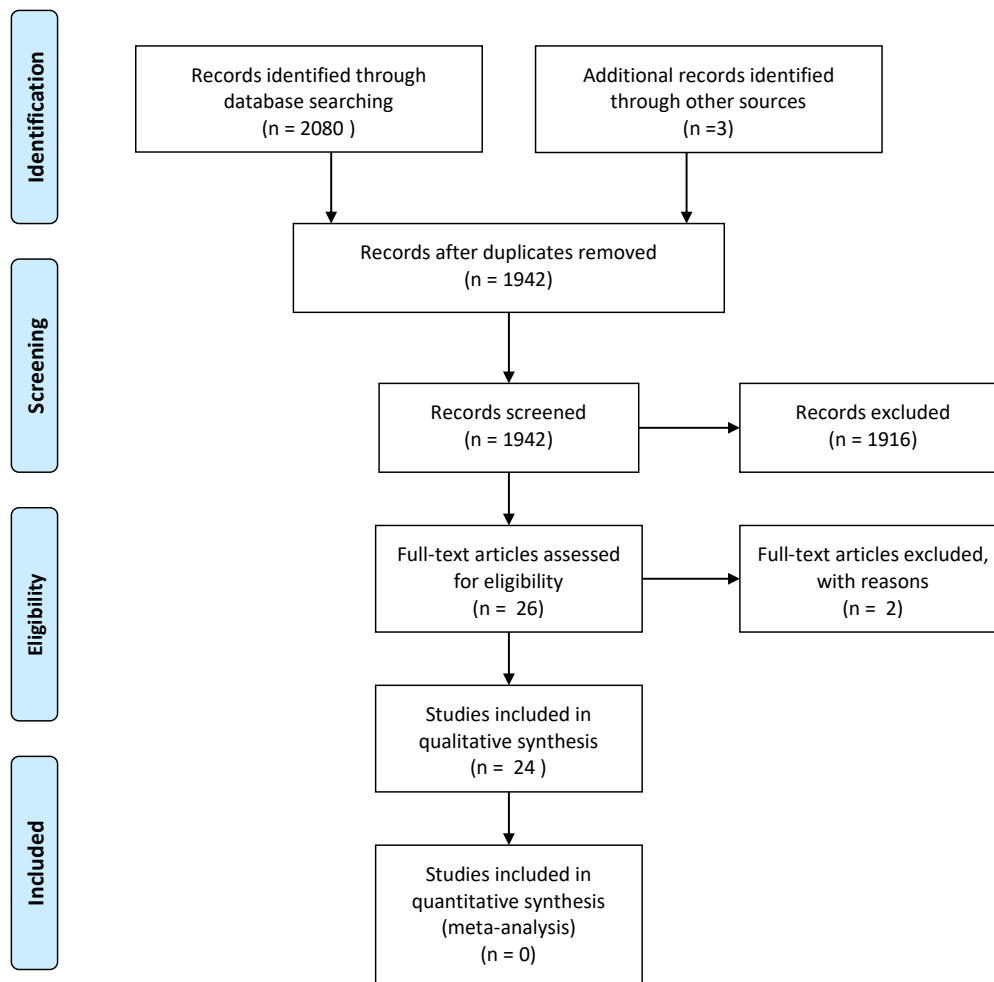 Identification
Records identified through
database searching
(n = 2080 )
Additional records identified
through other sources
(n =3)
Records after duplicates removed
(n = 1942)
Screening
Records screened
(n = 1942)
Records excluded
(n = 1916)
Eligibility
Full-text articles assessed
for eligibility
(n =  26)
Full-text articles excluded,
with reasons
(n =  2)
Studies included in
qualitative synthesis
(n =  24 )
Included
Studies included in
quantitative synthesis
(meta-analysis)
(n = 0)